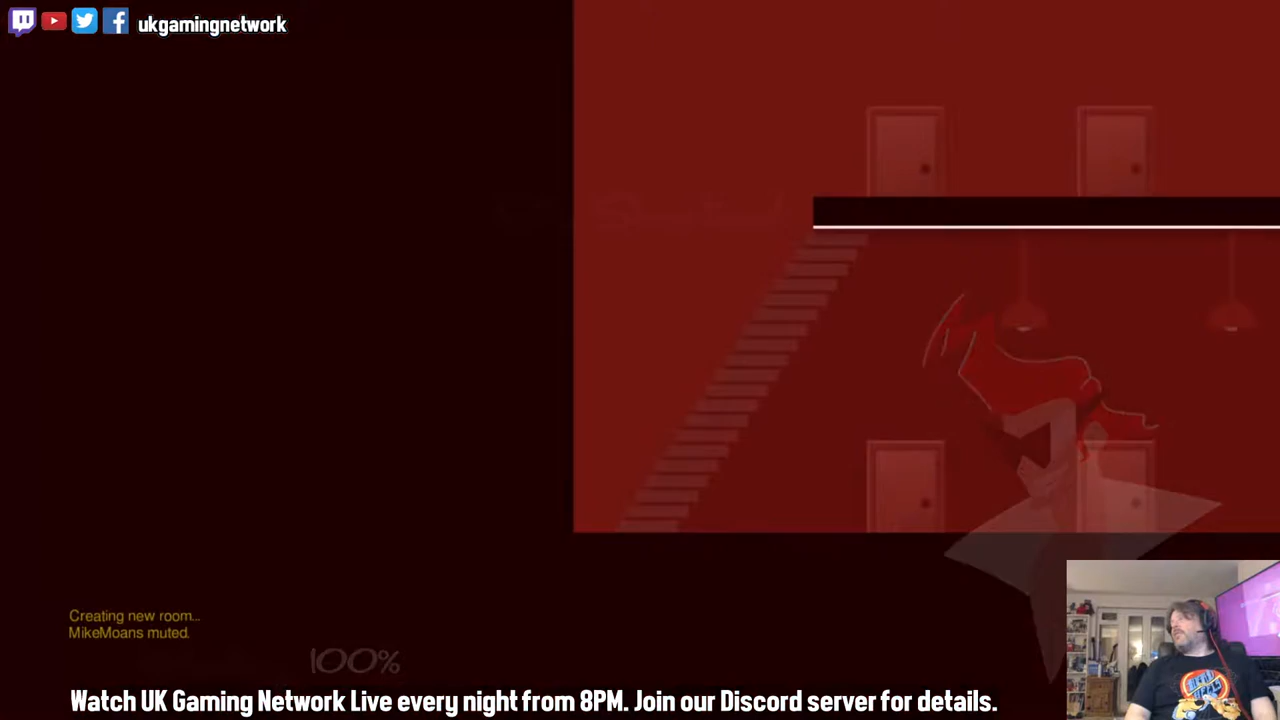 ukgamingnetwork
Creating new room...
MikeMoans muted.
100%
Watch UK Gaming Network Live every night from 8PM. Join our Discord server for details.